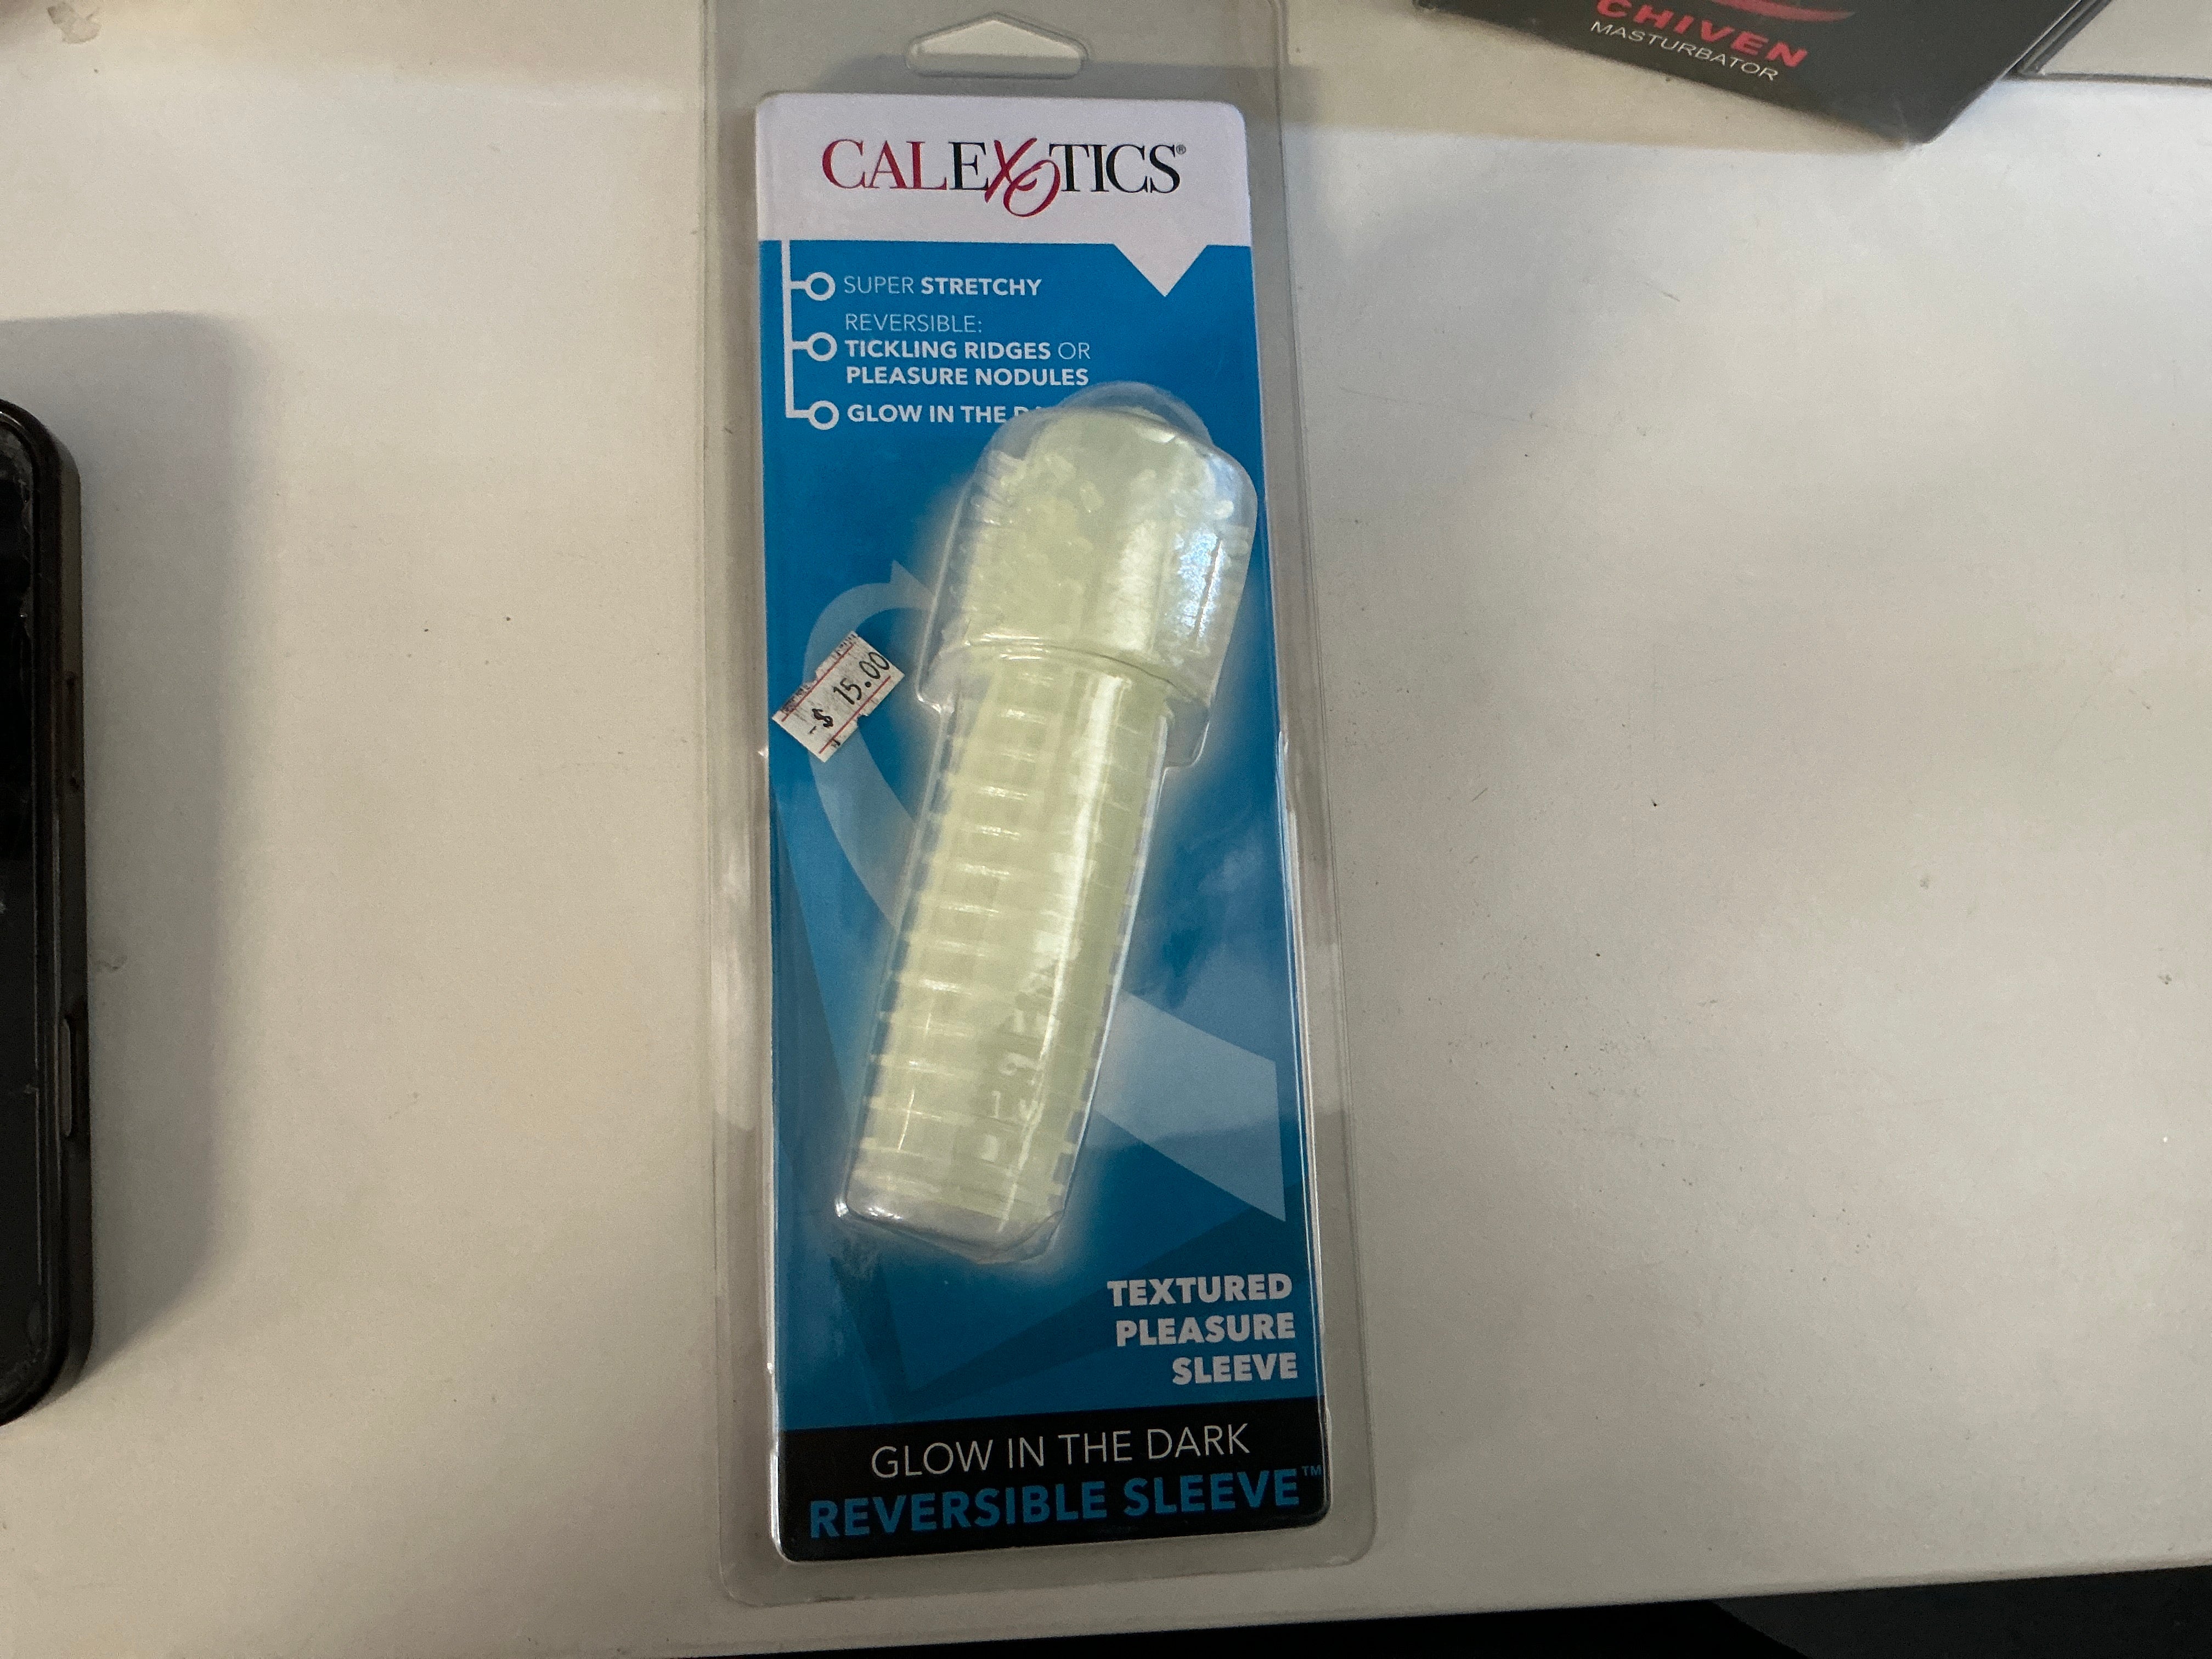 CHIVEN
MASTURBATOR
CALEXOTICS®
SUPER STRETCHY
REVERSIBLE:
TICKLING RIDGES OR
PLEASURE NODULES
GLOW IN THE
$ 15.00
TEXTURED
PLEASURE
SLEEVE
GLOW IN THE DARK
REVERSIBLE SLEEVE™